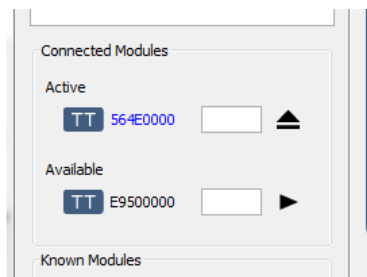 Connected Modules
Active
TT 564E0000
Available
TT E9500000
Known Modules